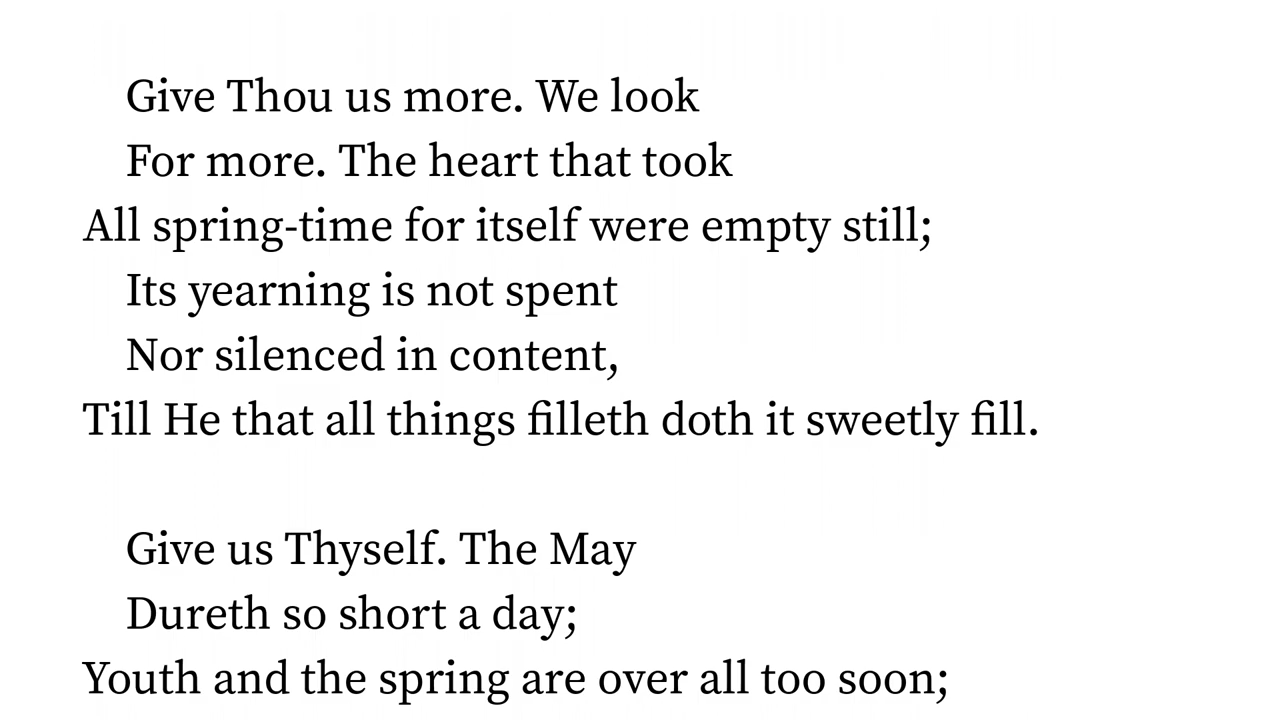 Give Thou us more. We look
For more. The heart that took
All spring-time for itself were empty still;
Its yearning is not spent
Nor silenced in content,
Till He that all things filleth doth it sweetly fill.

Give us Thyself. The May
Dureth so short a day;
Youth and the spring are over all too soon;